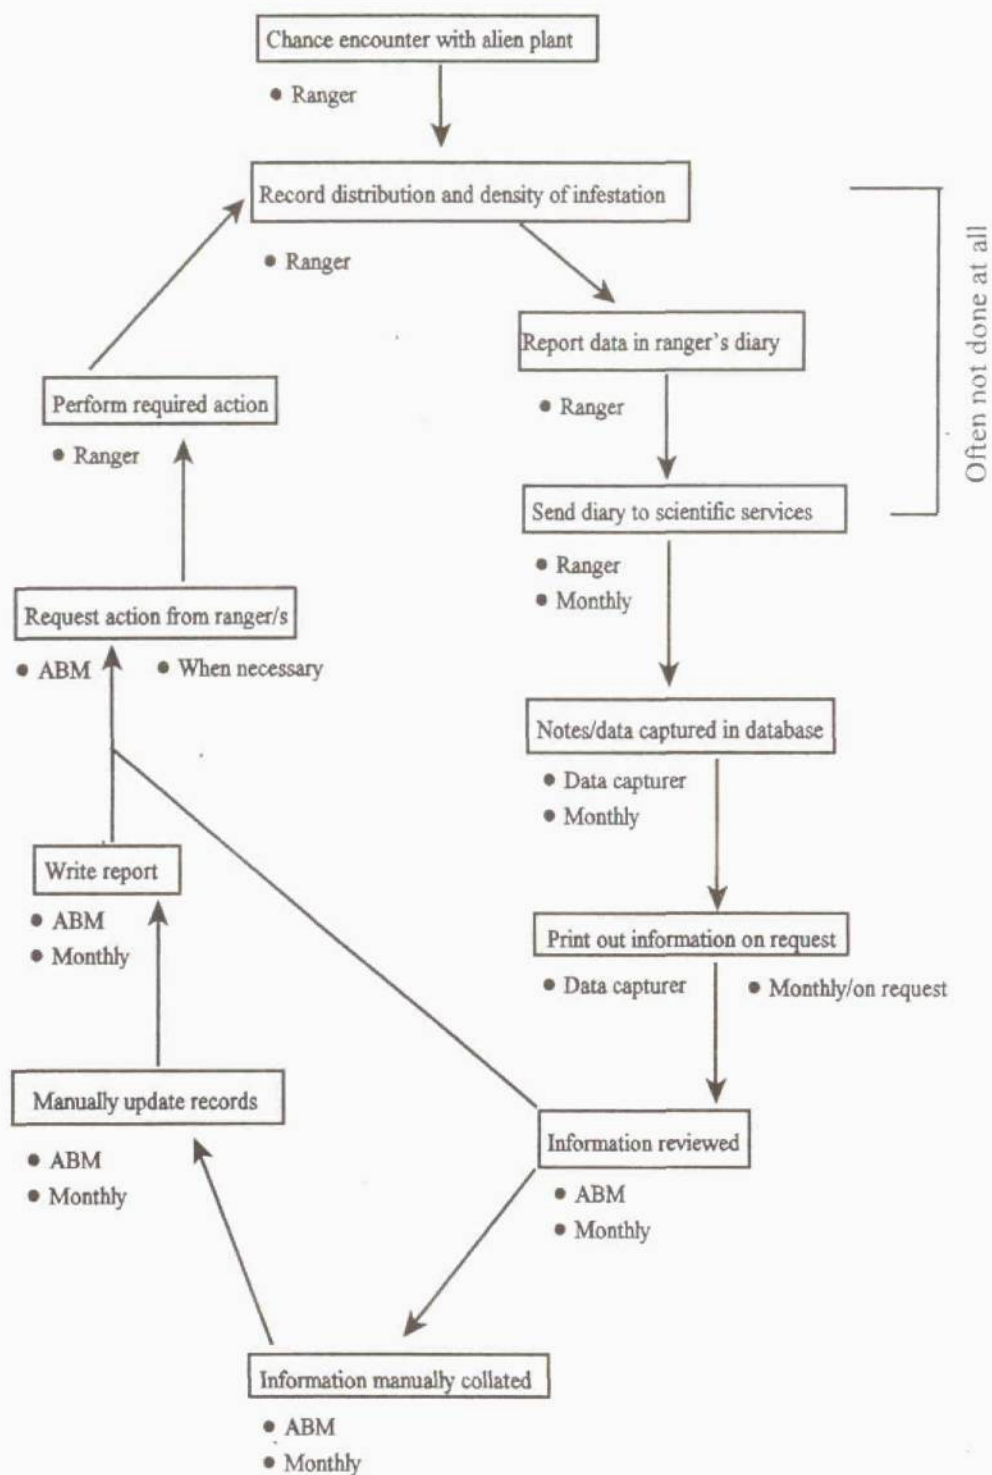 Chance encounter with alien plant
• Ranger
Record distribution and density of infestation
• Ranger
Often not done at all
Report data in ranger's diary
• Ranger
Perform required action
• Ranger
Send diary to scientific services
• Ranger
• Monthly
Request action from ranger/s
• ABM • When necessary
Notes/data captured in database
• Data capturer
• Monthly
Write report
• ABM
• Monthly
Print out information on request
• Data capturer • Monthly/on request
Manually update records
• ABM
• Monthly
Information reviewed
• ABM
• Monthly
Information manually collated
• ABM
• Monthly